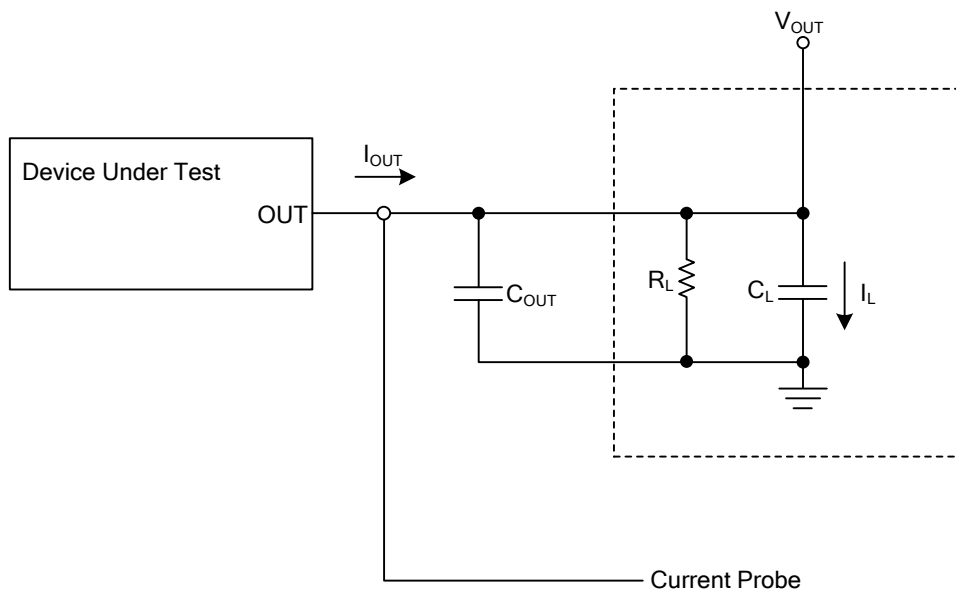 V_OUT
Device Under Test
I_OUT
OUT
C_OUT
R_L
C_L
I_L
Current Probe